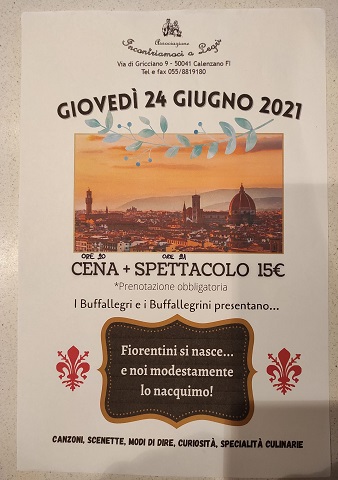 Associazione
Incontriamoci a Legri
Via di Gricciano 9 - 50041 Calenzano FI
Tel e fax 055/8819180
GIOVEDÌ 24 GIUGNO 2021
ORE 20 ORE 21
CENA + SPETTACOLO 15€
*Prenotazione obbligatoria
I Buffallegri e i Buffallegrini presentano...
Fiorentini si nasce...
e noi modestamente
lo nacquimo!
CANZONI, SCENETTE, MODI DI DIRE, CURIOSITÀ, SPECIALITÀ CULINARIE